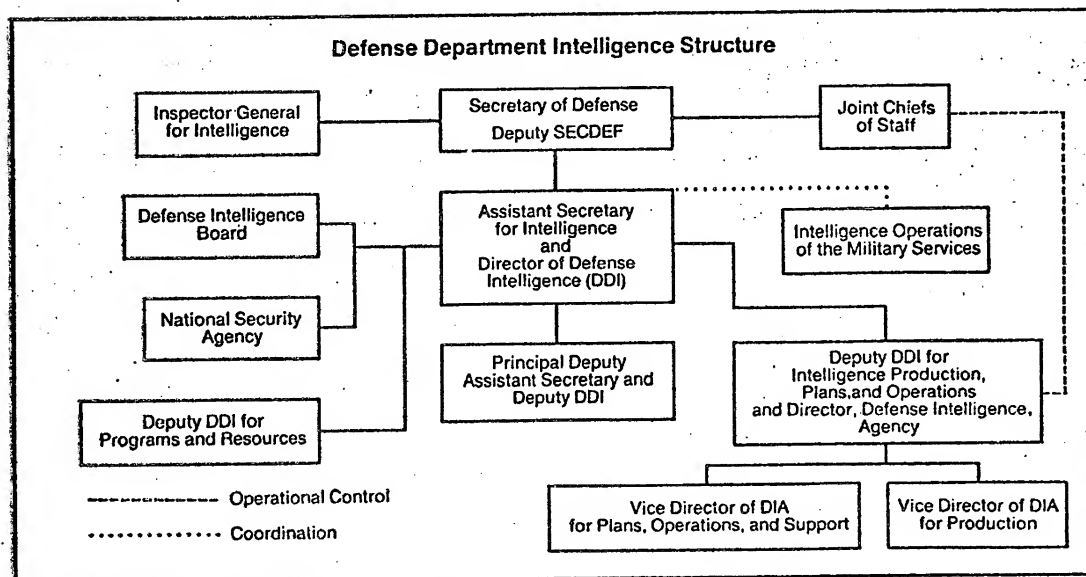 Defense Department Intelligence Structure
Inspector General
for Intelligence
Secretary of Defense
Deputy SECDEF
Joint Chiefs
of Staff
Defense Intelligence
Board
Assistant Secretary
for Intelligence
and
Director of Defense
Intelligence (DDI)
Intelligence Operations
of the Military Services
National Security
Agency
Principal Deputy
Assistant Secretary and
Deputy DDI
Deputy DDI for
Intelligence Production,
Plans, and Operations
and Director, Defense Intelligence,
Agency
Deputy DDI for
Programs and Resources
Operational Control
Coordination
Vice Director of DIA
for Plans, Operations, and Support
Vice Director of DIA
for Production